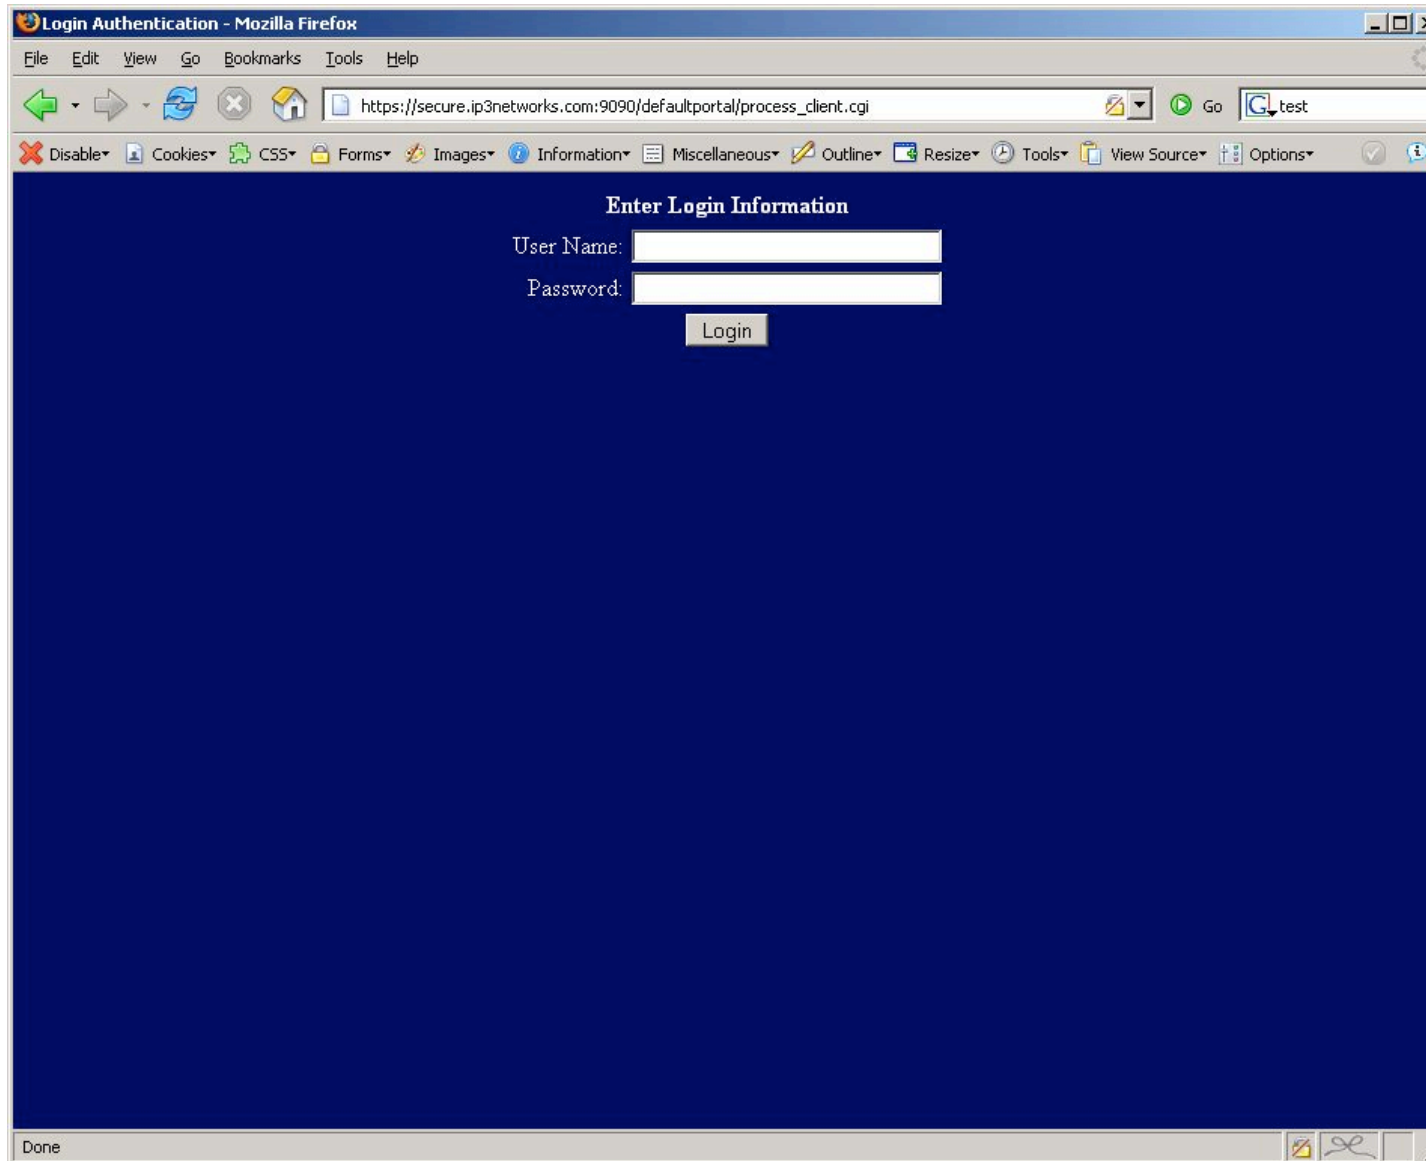 Login Authentication - Mozilla Firefox
File Edit View Go Bookmarks Tools Help
https://secure.ip3networks.com:9090/defaultportal/process_client.cgi Go G test
Disable Cookies CSS Forms Images Information Miscellaneous Outline Resize Tools View Source Options
Enter Login Information
User Name:
Password:
Login
Done